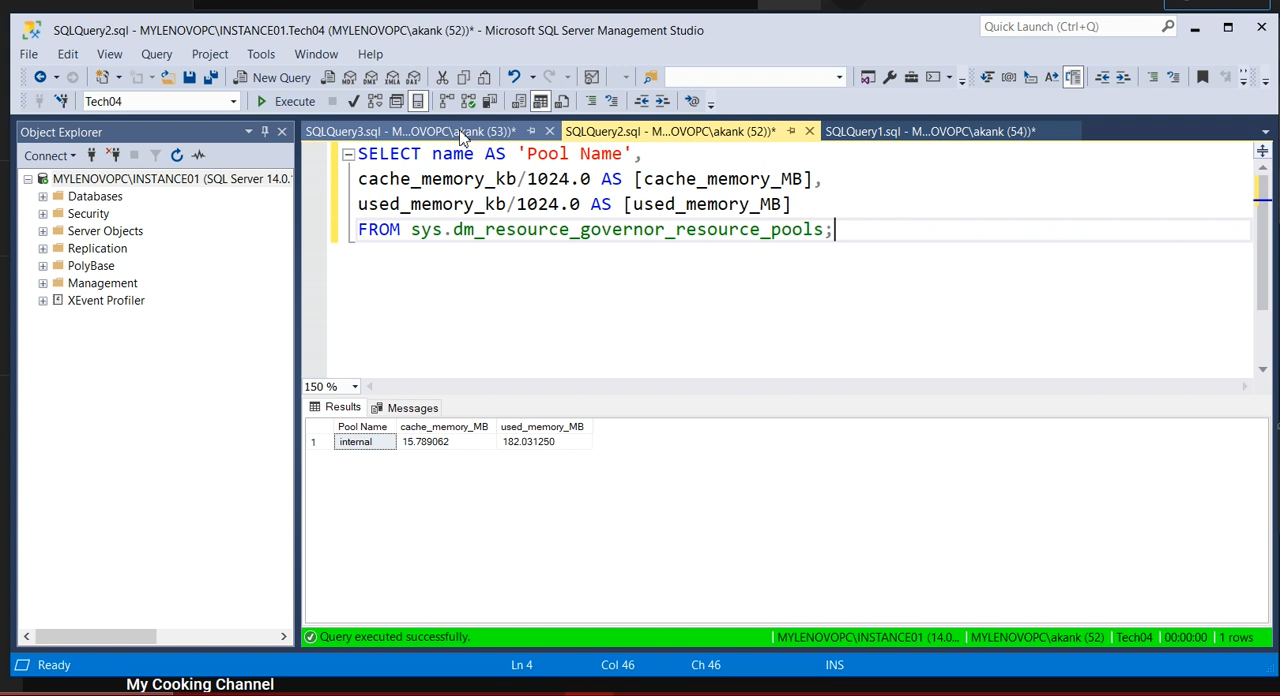 SQLQuery2.sql - MYLENOVOPC\INSTANCE01.Tech04 (MYLENOVOPC\akank (52))* - Microsoft SQL Server Management Studio
Quick Launch (Ctrl+Q)
File Edit View Query Project Tools Window Help
New Query
MDX DMX XMLA DAX
Tech04
Execute
Object Explorer
SQLQuery3.sql - M...OVOPC\akank (53))*
SQLQuery2.sql - M...OVOPC\akank (52))*
SQLQuery1.sql - M...OVOPC\akank (54))*
Connect
MYLENOVOPC\INSTANCE01 (SQL Server 14.0.
Databases
Security
Server Objects
Replication
PolyBase
Management
XEvent Profiler
SELECT name AS 'Pool Name',
cache_memory_kb/1024.0 AS [cache_memory_MB],
used_memory_kb/1024.0 AS [used_memory_MB]
FROM sys.dm_resource_governor_resource_pools;
150 %
Results Messages
Pool Name cache_memory_MB used_memory_MB
1 internal 15.789062 182.031250
Query executed successfully.
MYLENOVOPC\INSTANCE01 (14.0... MYLENOVOPC\akank (52) Tech04 00:00:00 1 rows
Ready Ln 4 Col 46 Ch 46 INS
My Cooking Channel